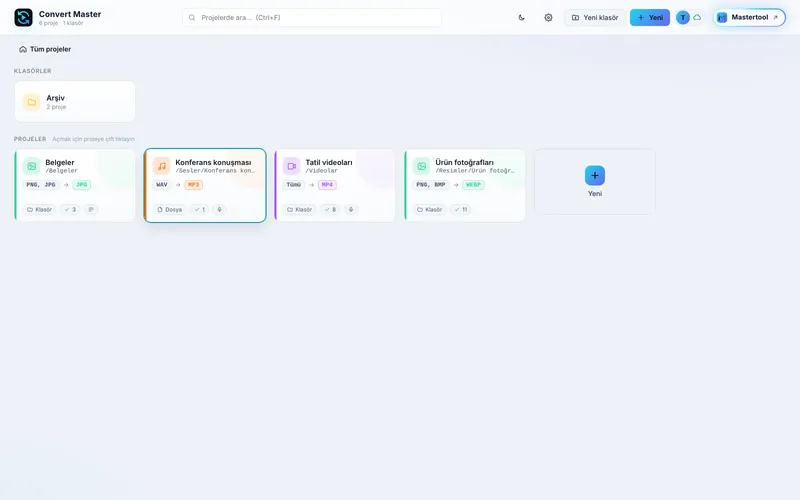 Convert Master
6 proje · 1 klasör
Projelerde ara... (Ctrl+F)
Yeni klasör
Yeni
T
Mastertool ↗
Tüm projeler
KLASÖRLER
Arşiv
2 proje
PROJELER · Açmak için projeye çift tıklayın
Belgeler
/Belgeler
PNG, JPG → JPG
Klasör
3
Konferans konuşması
/Sesler/Konferans kon…
WAV → MP3
Dosya
1
Tatil videoları
/Videolar
Tümü → MP4
Klasör
8
Ürün fotoğrafları
/Resimler/Ürün fotoğr…
PNG, BMP → WEBP
Klasör
11
Yeni